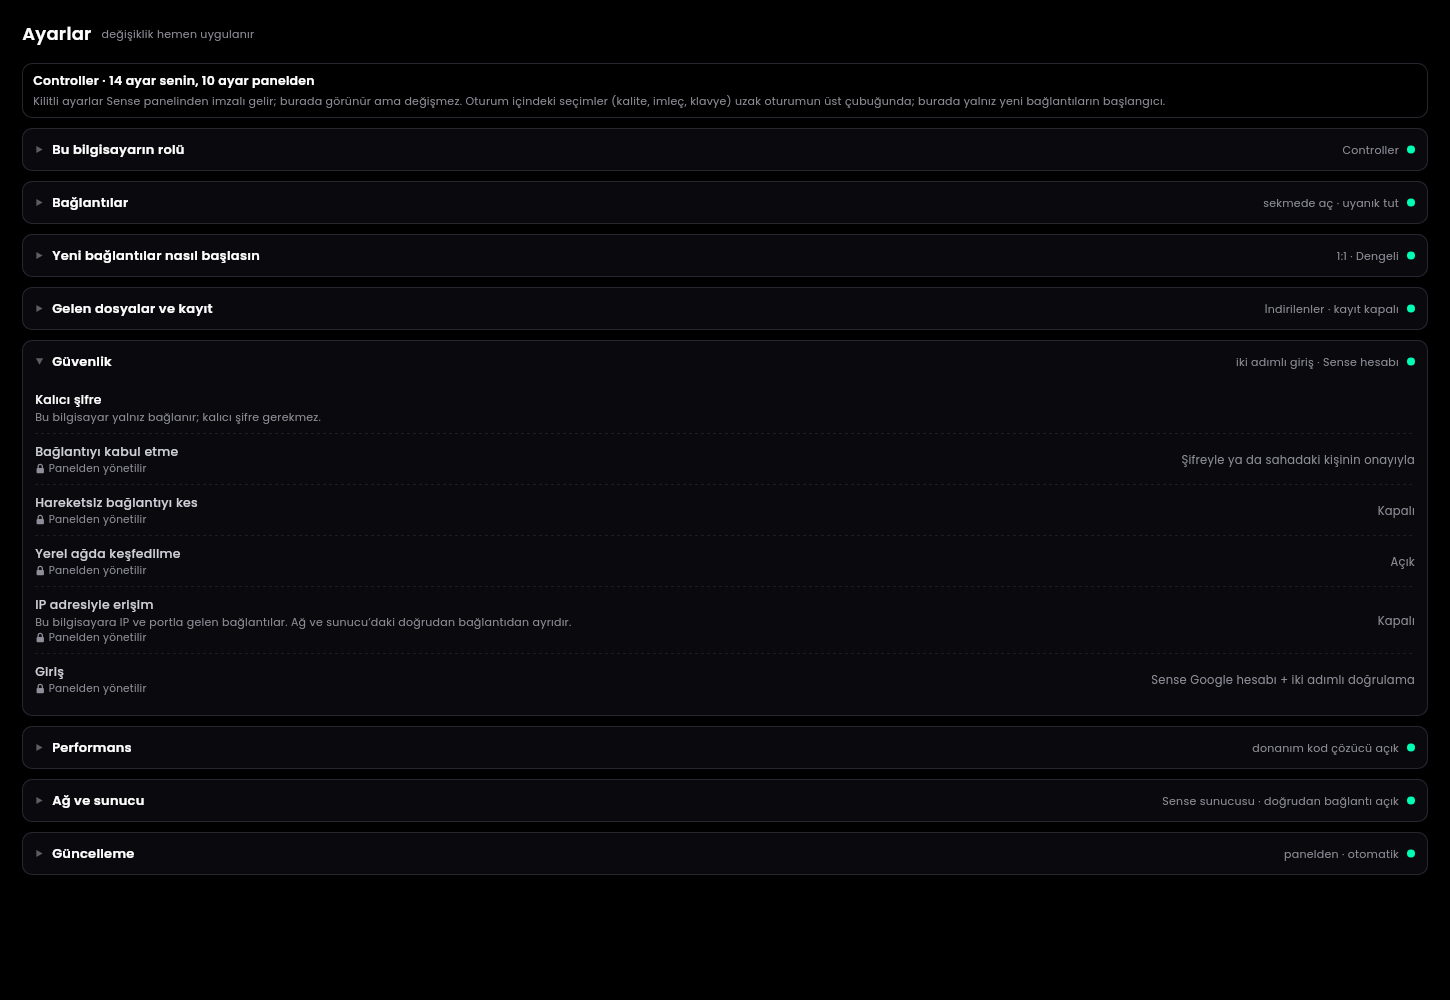 Ayarlar değişiklik hemen uygulanır
Controller · 14 ayar senin, 10 ayar panelden
Kilitli ayarlar Sense panelinden imzalı gelir; burada görünür ama değişmez. Oturum içindeki seçimler (kalite, imleç, klavye) uzak oturumun üst çubuğunda; burada yalnız yeni bağlantıların başlangıcı.
Bu bilgisayarın rolü Controller
Bağlantılar sekmede aç · uyanık tut
Yeni bağlantılar nasıl başlasın 1:1 · Dengeli
Gelen dosyalar ve kayıt İndirilenler · kayıt kapalı
Güvenlik iki adımlı giriş · Sense hesabı
Kalıcı şifre
Bu bilgisayar yalnız bağlanır; kalıcı şifre gerekmez.
Bağlantıyı kabul etme
Panelden yönetilir
Şifreyle ya da sahadaki kişinin onayıyla
Hareketsiz bağlantıyı kes
Panelden yönetilir
Kapalı
Yerel ağda keşfedilme
Panelden yönetilir
Açık
IP adresiyle erişim
Bu bilgisayara IP ve portla gelen bağlantılar. Ağ ve sunucu’daki doğrudan bağlantıdan ayrıdır.
Panelden yönetilir
Kapalı
Giriş
Panelden yönetilir
Sense Google hesabı + iki adımlı doğrulama
Performans donanım kod çözücü açık
Ağ ve sunucu Sense sunucusu · doğrudan bağlantı açık
Güncelleme panelden · otomatik